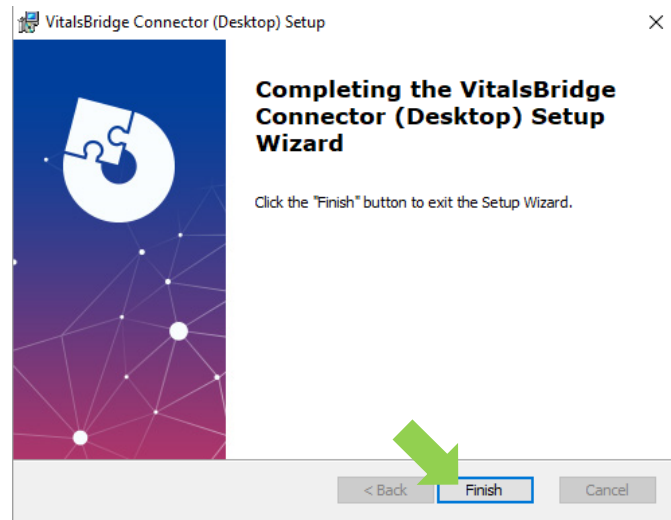 VitalsBridge Connector (Desktop) Setup
Completing the VitalsBridge
Connector (Desktop) Setup
Wizard
Click the "Finish" button to exit the Setup Wizard.
< Back Finish Cancel